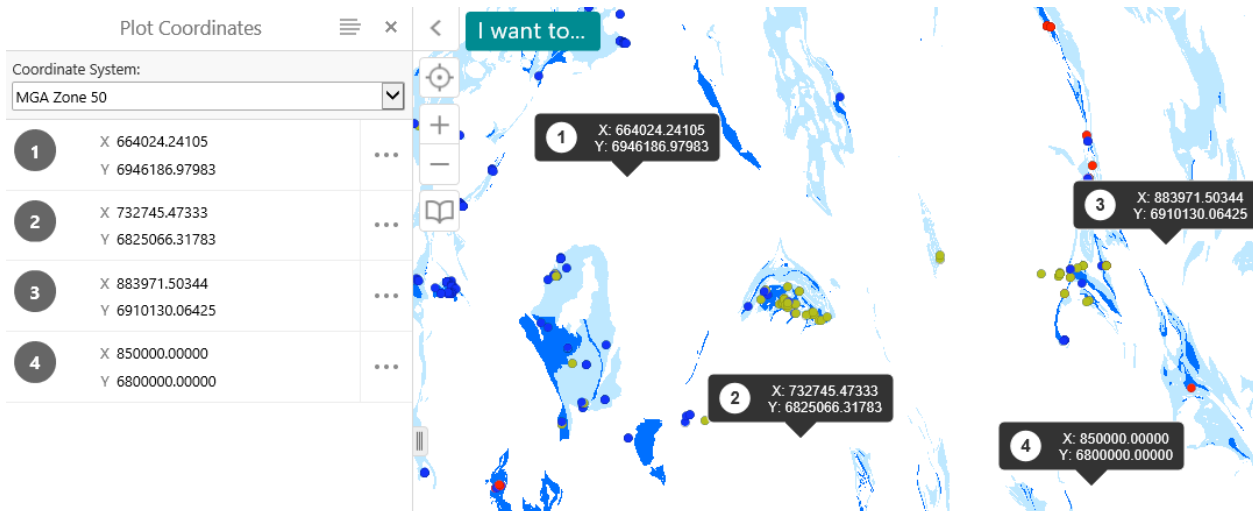 Plot Coordinates
I want to...
Coordinate System:
MGA Zone 50
1
X 664024.24105
Y 6946186.97983
2
X 732745.47333
Y 6825066.31783
3
X 883971.50344
Y 6910130.06425
4
X 850000.00000
Y 6800000.00000
1
X: 664024.24105
Y: 6946186.97983
3
X: 883971.50344
Y: 6910130.06425
2
X: 732745.47333
Y: 6825066.31783
4
X: 850000.00000
Y: 6800000.00000